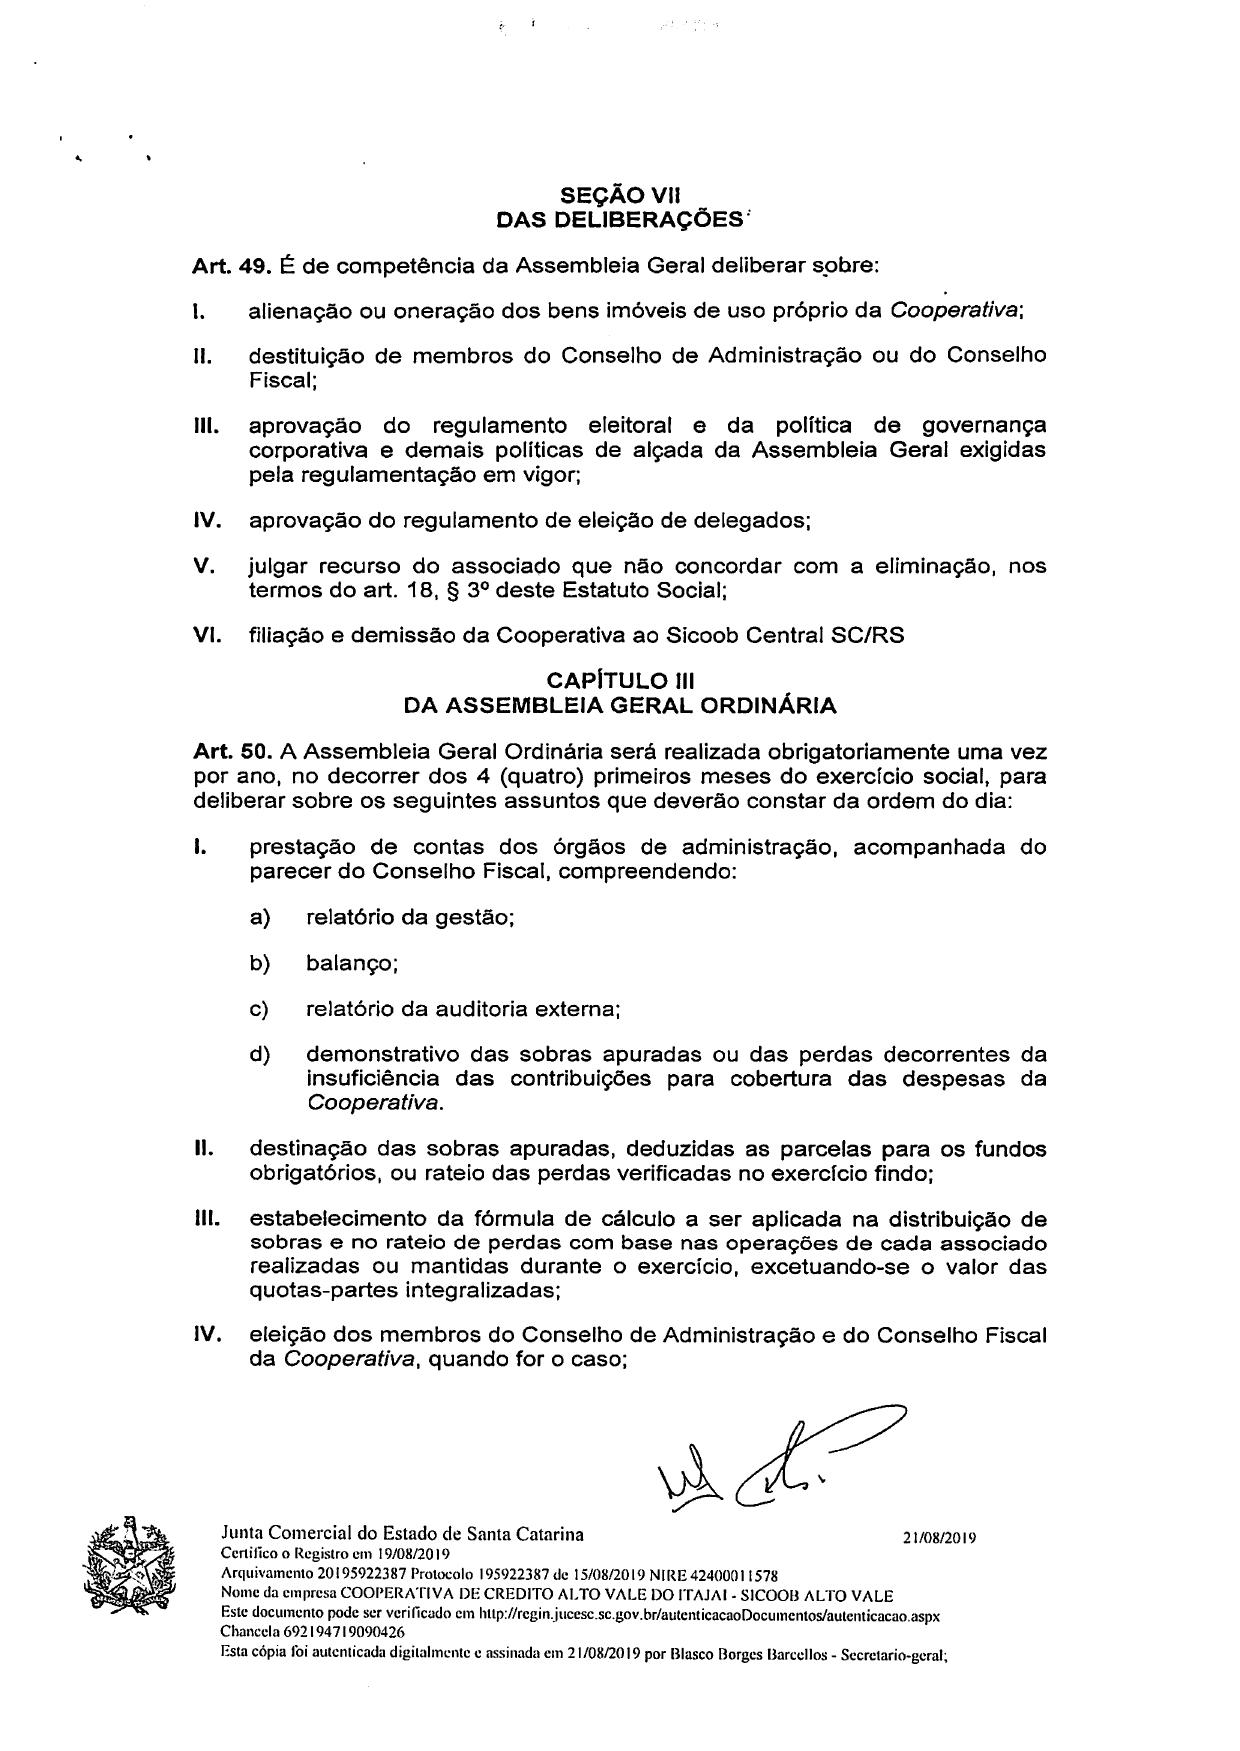 SEÇÃO VII
DAS DELIBERAÇÕES
Art. 49. É de competência da Assembleia Geral deliberar sobre:
I. alienação ou oneração dos bens imóveis de uso próprio da Cooperativa;
II. destituição de membros do Conselho de Administração ou do Conselho
Fiscal;
III. aprovação do regulamento eleitoral e da política de governança
corporativa e demais políticas de alçada da Assembleia Geral exigidas
pela regulamentação em vigor;
IV. aprovação do regulamento de eleição de delegados;
V. julgar recurso do associado que não concordar com a eliminação, nos
termos do art. 18, § 3º deste Estatuto Social;
VI. filiação e demissão da Cooperativa ao Sicoob Central SC/RS
CAPÍTULO III
DA ASSEMBLEIA GERAL ORDINÁRIA
Art. 50. A Assembleia Geral Ordinária será realizada obrigatoriamente uma vez
por ano, no decorrer dos 4 (quatro) primeiros meses do exercício social, para
deliberar sobre os seguintes assuntos que deverão constar da ordem do dia:
I. prestação de contas dos órgãos de administração, acompanhada do
parecer do Conselho Fiscal, compreendendo:
a) relatório da gestão;
b) balanço;
c) relatório da auditoria externa;
d) demonstrativo das sobras apuradas ou das perdas decorrentes da
insuficiência das contribuições para cobertura das despesas da
Cooperativa.
II. destinação das sobras apuradas, deduzidas as parcelas para os fundos
obrigatórios, ou rateio das perdas verificadas no exercício findo;
III. estabelecimento da fórmula de cálculo a ser aplicada na distribuição de
sobras e no rateio de perdas com base nas operações de cada associado
realizadas ou mantidas durante o exercício, excetuando-se o valor das
quotas-partes integralizadas;
IV. eleição dos membros do Conselho de Administração e do Conselho Fiscal
da Cooperativa, quando for o caso;
Junta Comercial do Estado de Santa Catarina 21/08/2019
Certifico o Registro em 19/08/2019
Arquivamento 20195922387 Protocolo 195922387 de 15/08/2019 NIRE 42400011578
Nome da empresa COOPERATIVA DE CREDITO ALTO VALE DO ITAJAI - SICOOB ALTO VALE
Este documento pode ser verificado em http://regin.jucesc.sc.gov.br/autenticacaoDocumentos/autenticacao.aspx
Chancela 692194719090426
Esta cópia foi autenticada digitalmente e assinada em 21/08/2019 por Blasco Borges Barcellos - Secretario-geral;